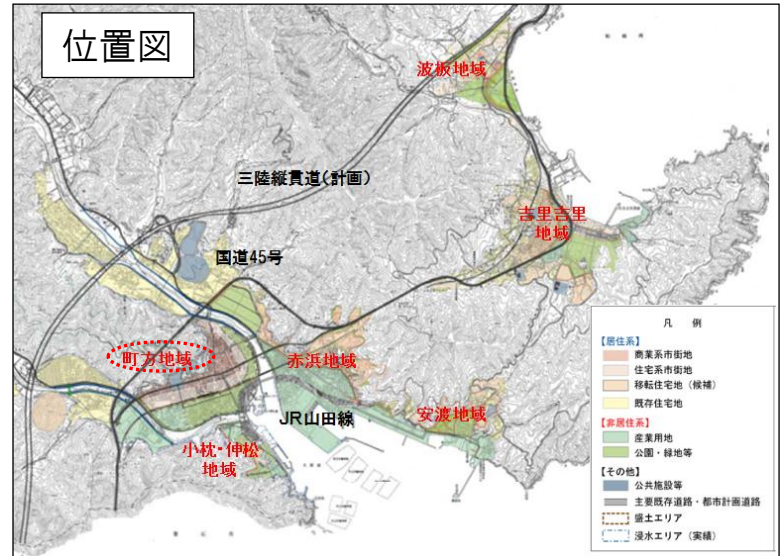 位置図
波板地域
三陸縦貫道(計画)
吉里吉里
地域
国道45号
町方地域
赤浜地域
JR山田線
安渡地域
小枕・伸松
地域
凡 例
【居住系】
商業系市街地
住宅系市街地
移転住宅地(候補)
既存住宅地
【非居住系】
産業用地
公園・緑地等
【その他】
公共施設等
主要既存道路・都市計画道路
盛土エリア
浸水エリア(実績)